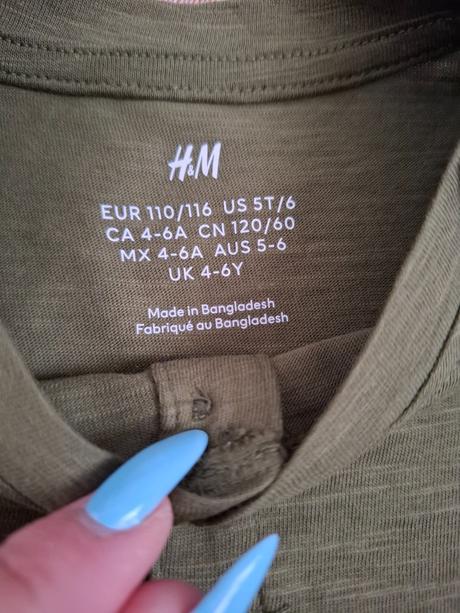 H&M
EUR 110/116 US 5T/6
CA 4-6A CN 120/60
MX 4-6A AUS 5-6
UK 4-6Y
Made in Bangladesh
Fabriqué au Bangladesh